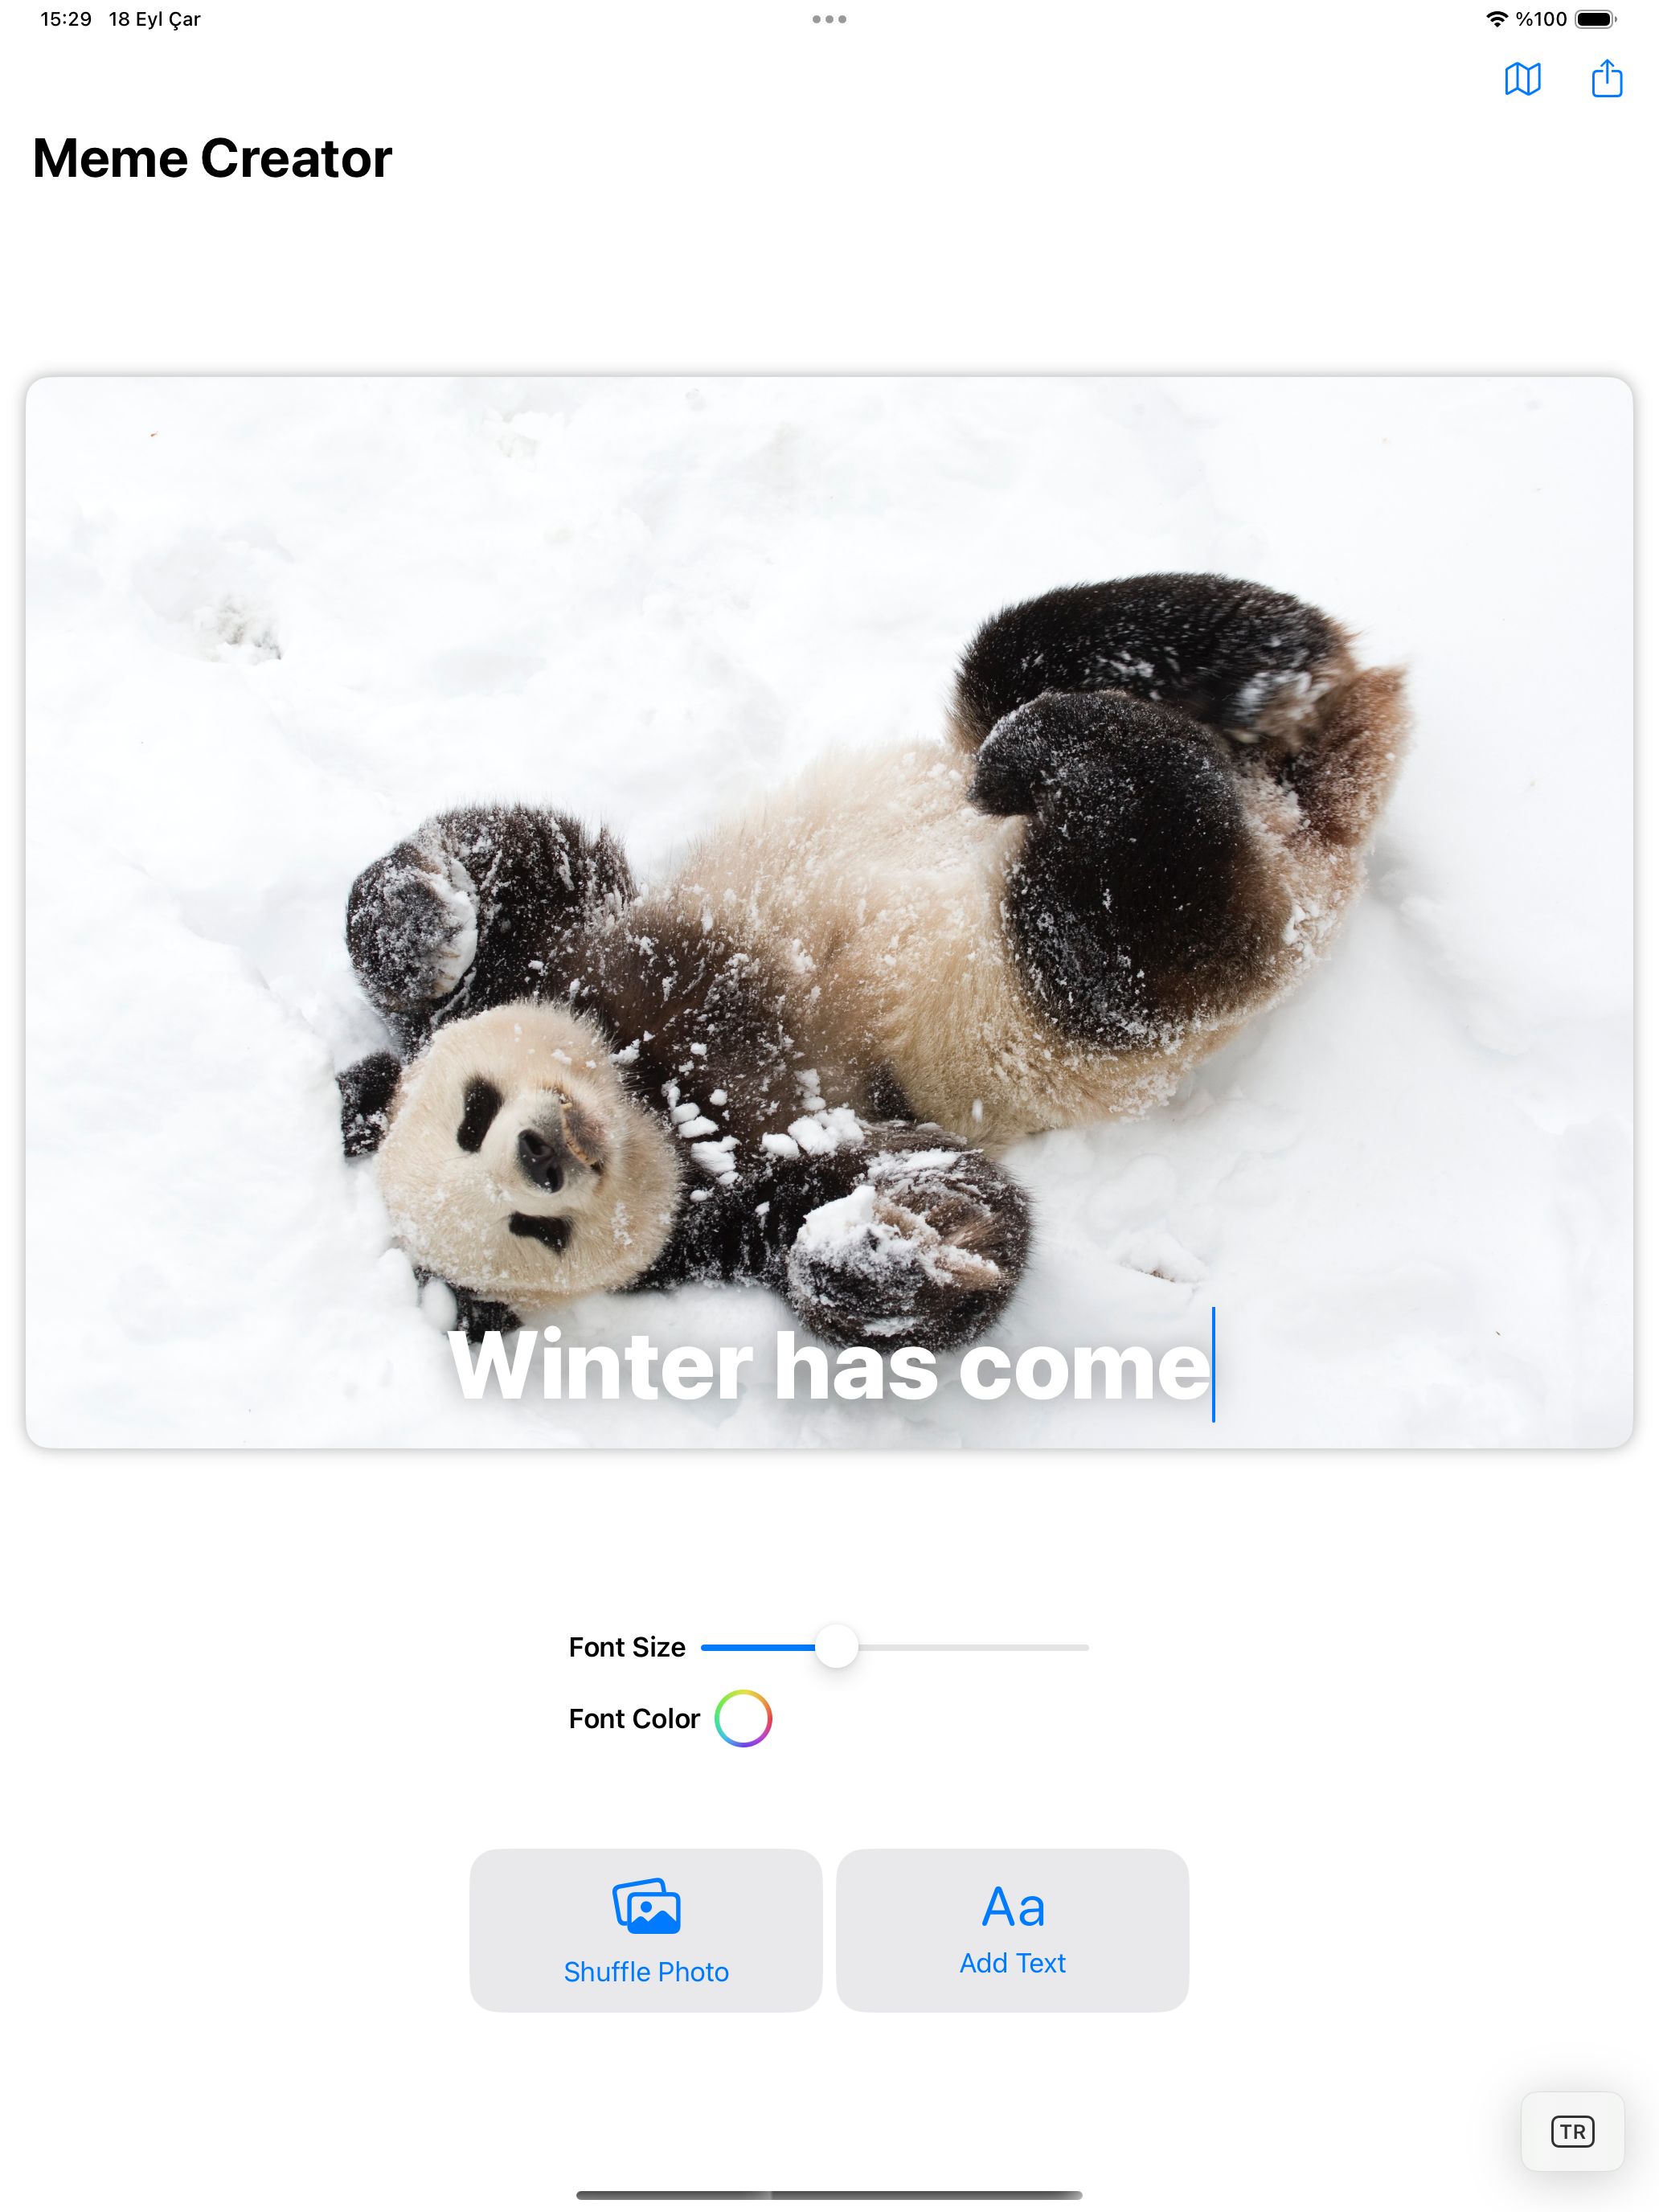 15:29 18 Eyl Çar
%100
Meme Creator
Winter has come
Font Size
Font Color
Aa
Shuffle Photo
Add Text
TR